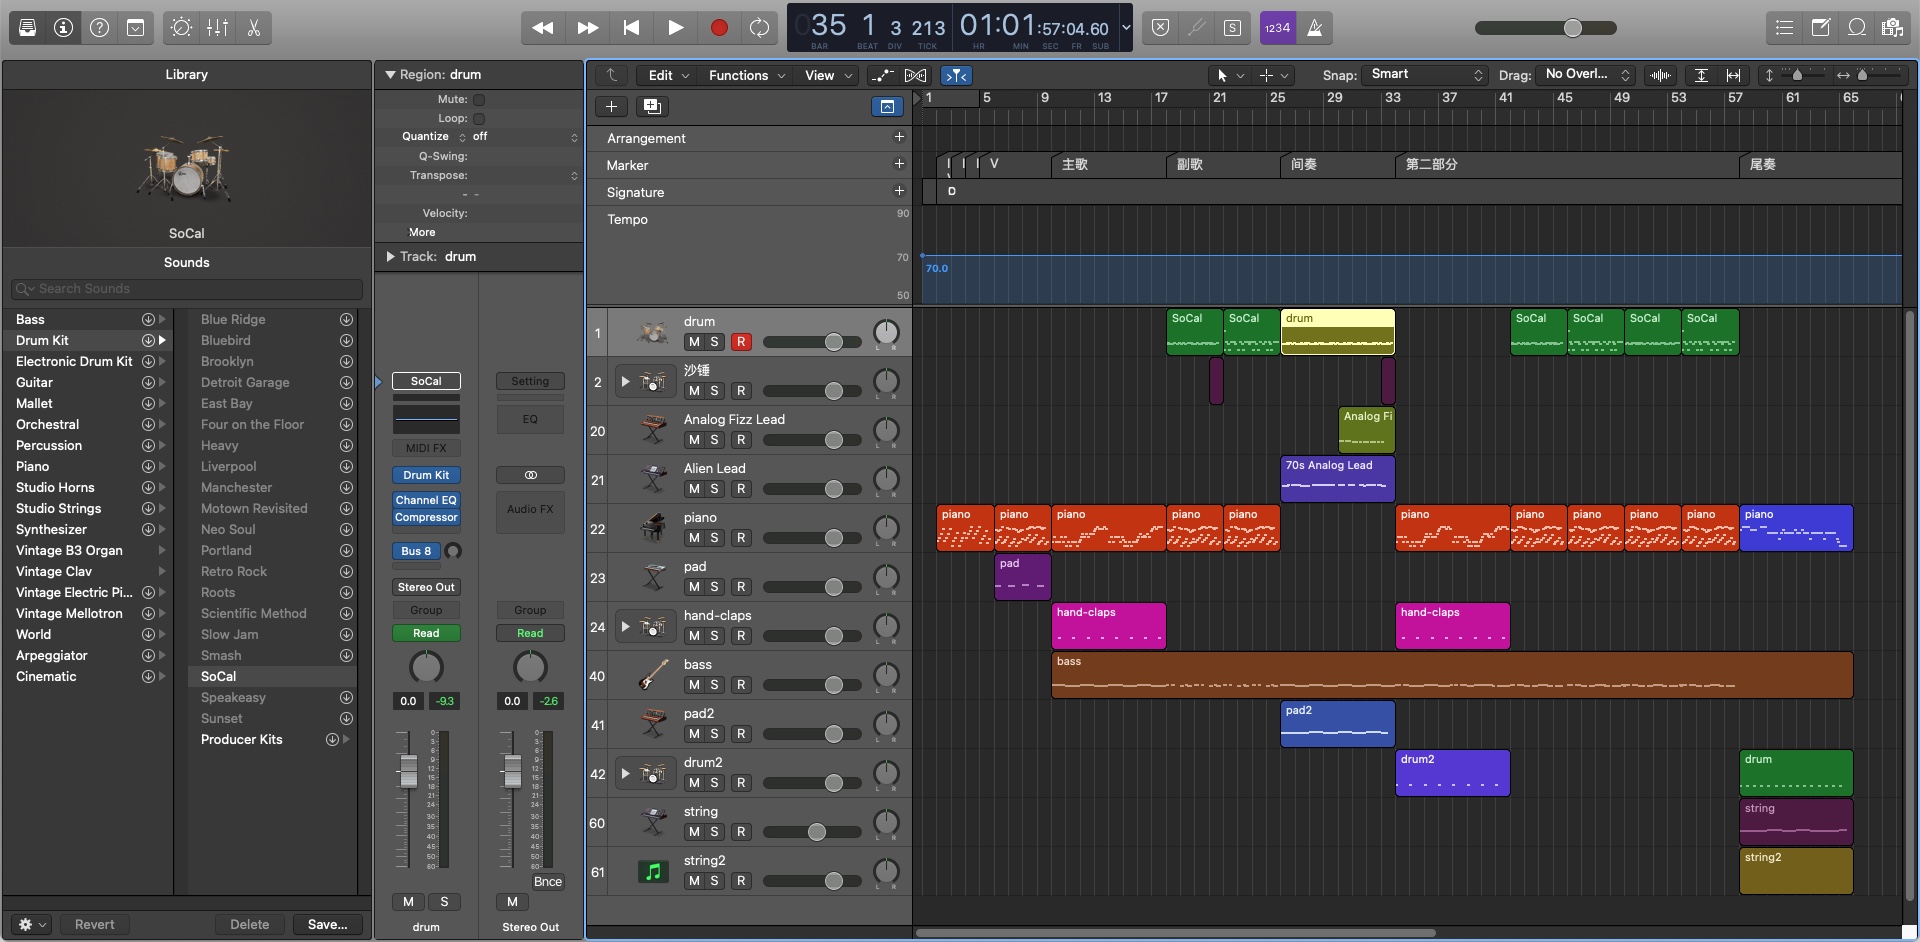 035 1 3 213
BAR BEAT DIV TICK
01:01:57:04.60
HR MIN SEC FR SUB
S
1234
Library
SoCal
Sounds
Search Sounds
Bass
Drum Kit
Electronic Drum Kit
Guitar
Mallet
Orchestral
Percussion
Piano
Studio Horns
Studio Strings
Synthesizer
Vintage B3 Organ
Vintage Clav
Vintage Electric Pi...
Vintage Mellotron
World
Arpeggiator
Cinematic
Blue Ridge
Bluebird
Brooklyn
Detroit Garage
East Bay
Four on the Floor
Heavy
Liverpool
Manchester
Motown Revisited
Neo Soul
Portland
Retro Rock
Roots
Scientific Method
Slow Jam
Smash
SoCal
Speakeasy
Sunset
Producer Kits
Revert
Delete
Save...
Region: drum
Mute:
Loop:
Quantize off
Q-Swing:
Transpose:
- -
Velocity:
More
Track: drum
SoCal
MIDI FX
Drum Kit
Channel EQ
Compressor
Bus 8
Stereo Out
Group
Read
0.0 -9.3
M S
drum
Setting
EQ
Audio FX
Group
Read
0.0 -2.6
Bnce
M
Stereo Out
Edit Functions View
Snap: Smart
Drag: No Overl...
1 5 9 13 17 21 25 29 33 37 41 45 49 53 57 61 65
Arrangement
Marker
V 主歌 副歌 间奏 第二部分 尾奏
Signature
D
Tempo
90
70
50
70.0
1 drum M S R
SoCal SoCal drum SoCal SoCal SoCal SoCal
2 沙锤 M S R
20 Analog Fizz Lead M S R
Analog Fi
21 Alien Lead M S R
70s Analog Lead
22 piano M S R
piano piano piano piano piano piano piano piano piano piano piano
23 pad M S R
pad
24 hand-claps M S R
hand-claps hand-claps
40 bass M S R
bass
41 pad2 M S R
pad2
42 drum2 M S R
drum2 drum
60 string M S R
string
61 string2 M S R
string2